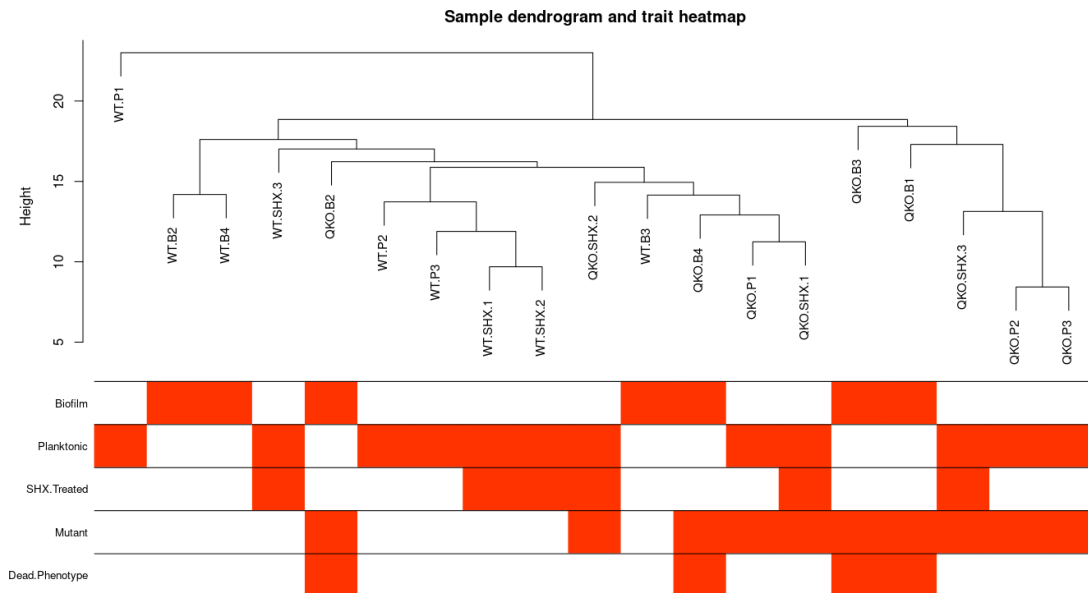 Sample dendrogram and trait heatmap
Height
20
15
10
5
WT.P1
WT.B2
WT.B4
WT.SHX.3
QKO.B2
WT.P2
WT.P3
WT.SHX.1
WT.SHX.2
QKO.SHX.2
WT.B3
QKO.B4
QKO.P1
QKO.SHX.1
QKO.B3
QKO.B1
QKO.SHX.3
QKO.P2
QKO.P3
Biofilm
Planktonic
SHX.Treated
Mutant
Dead.Phenotype